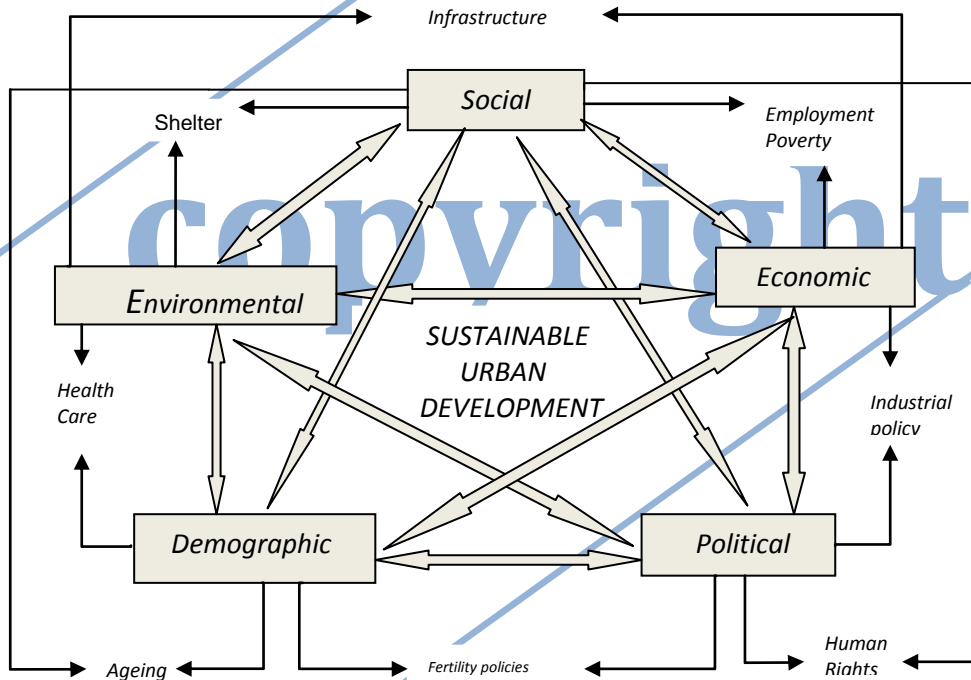 Infrastructure
Social
Shelter
Employment
Poverty
copyright
Environmental
Economic
SUSTAINABLE
URBAN
DEVELOPMENT
Health
Care
Industrial
policy
Demographic
Political
Ageing
Fertility policies
Human
Rights